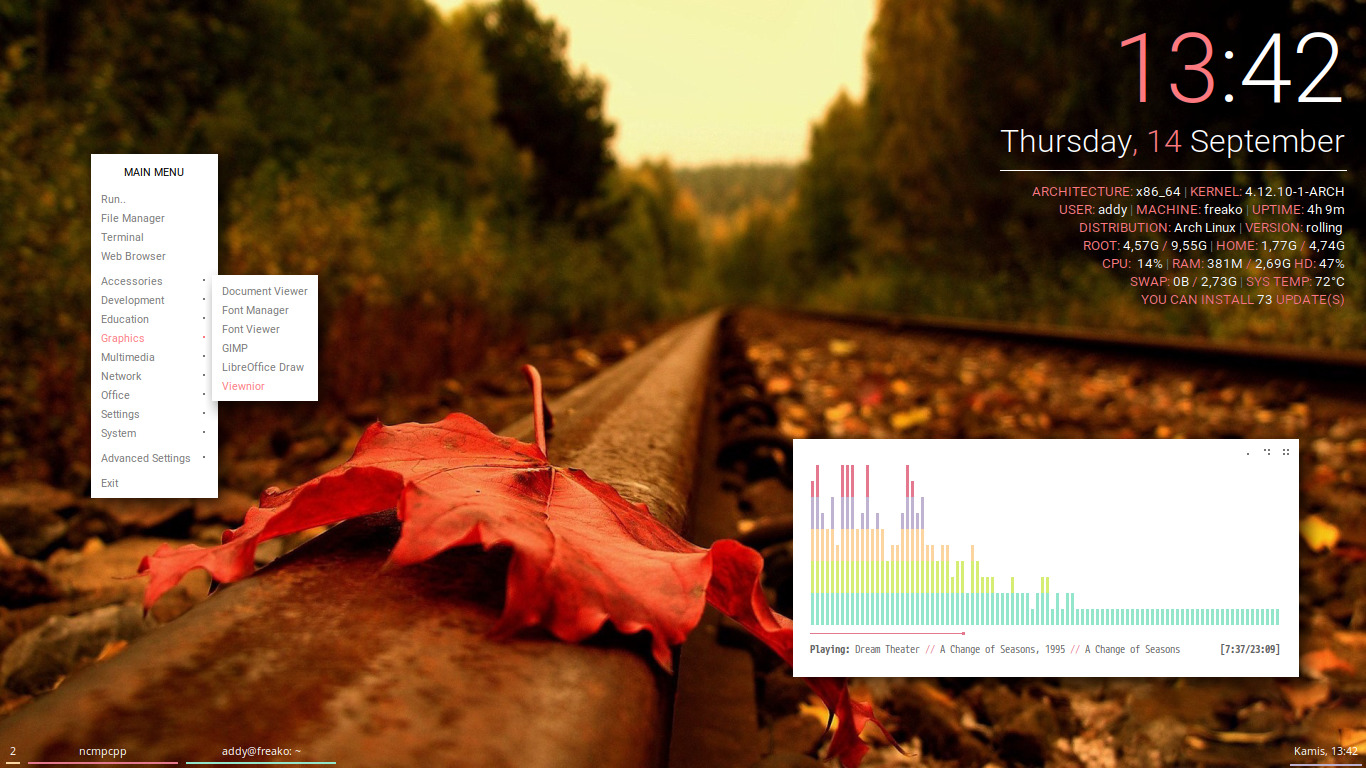 13:42
Thursday, 14 September
ARCHITECTURE: x86_64 | KERNEL: 4.12.10-1-ARCH
USER: addy | MACHINE: freako | UPTIME: 4h 9m
DISTRIBUTION: Arch Linux | VERSION: rolling
ROOT: 4,57G / 9,55G | HOME: 1,77G / 4,74G
CPU: 14% | RAM: 381M / 2,69G HD: 47%
SWAP: 0B / 2,73G | SYS TEMP: 72°C
YOU CAN INSTALL 73 UPDATE(S)
MAIN MENU
Run..
File Manager
Terminal
Web Browser
Accessories
Development
Education
Graphics
Multimedia
Network
Office
Settings
System
Advanced Settings
Exit
Document Viewer
Font Manager
Font Viewer
GIMP
LibreOffice Draw
Viewnior
Playing: Dream Theater // A Change of Seasons, 1995 // A Change of Seasons [7:37/23:09]
2 ncmpcpp addy@freako: ~ Kamis, 13:42